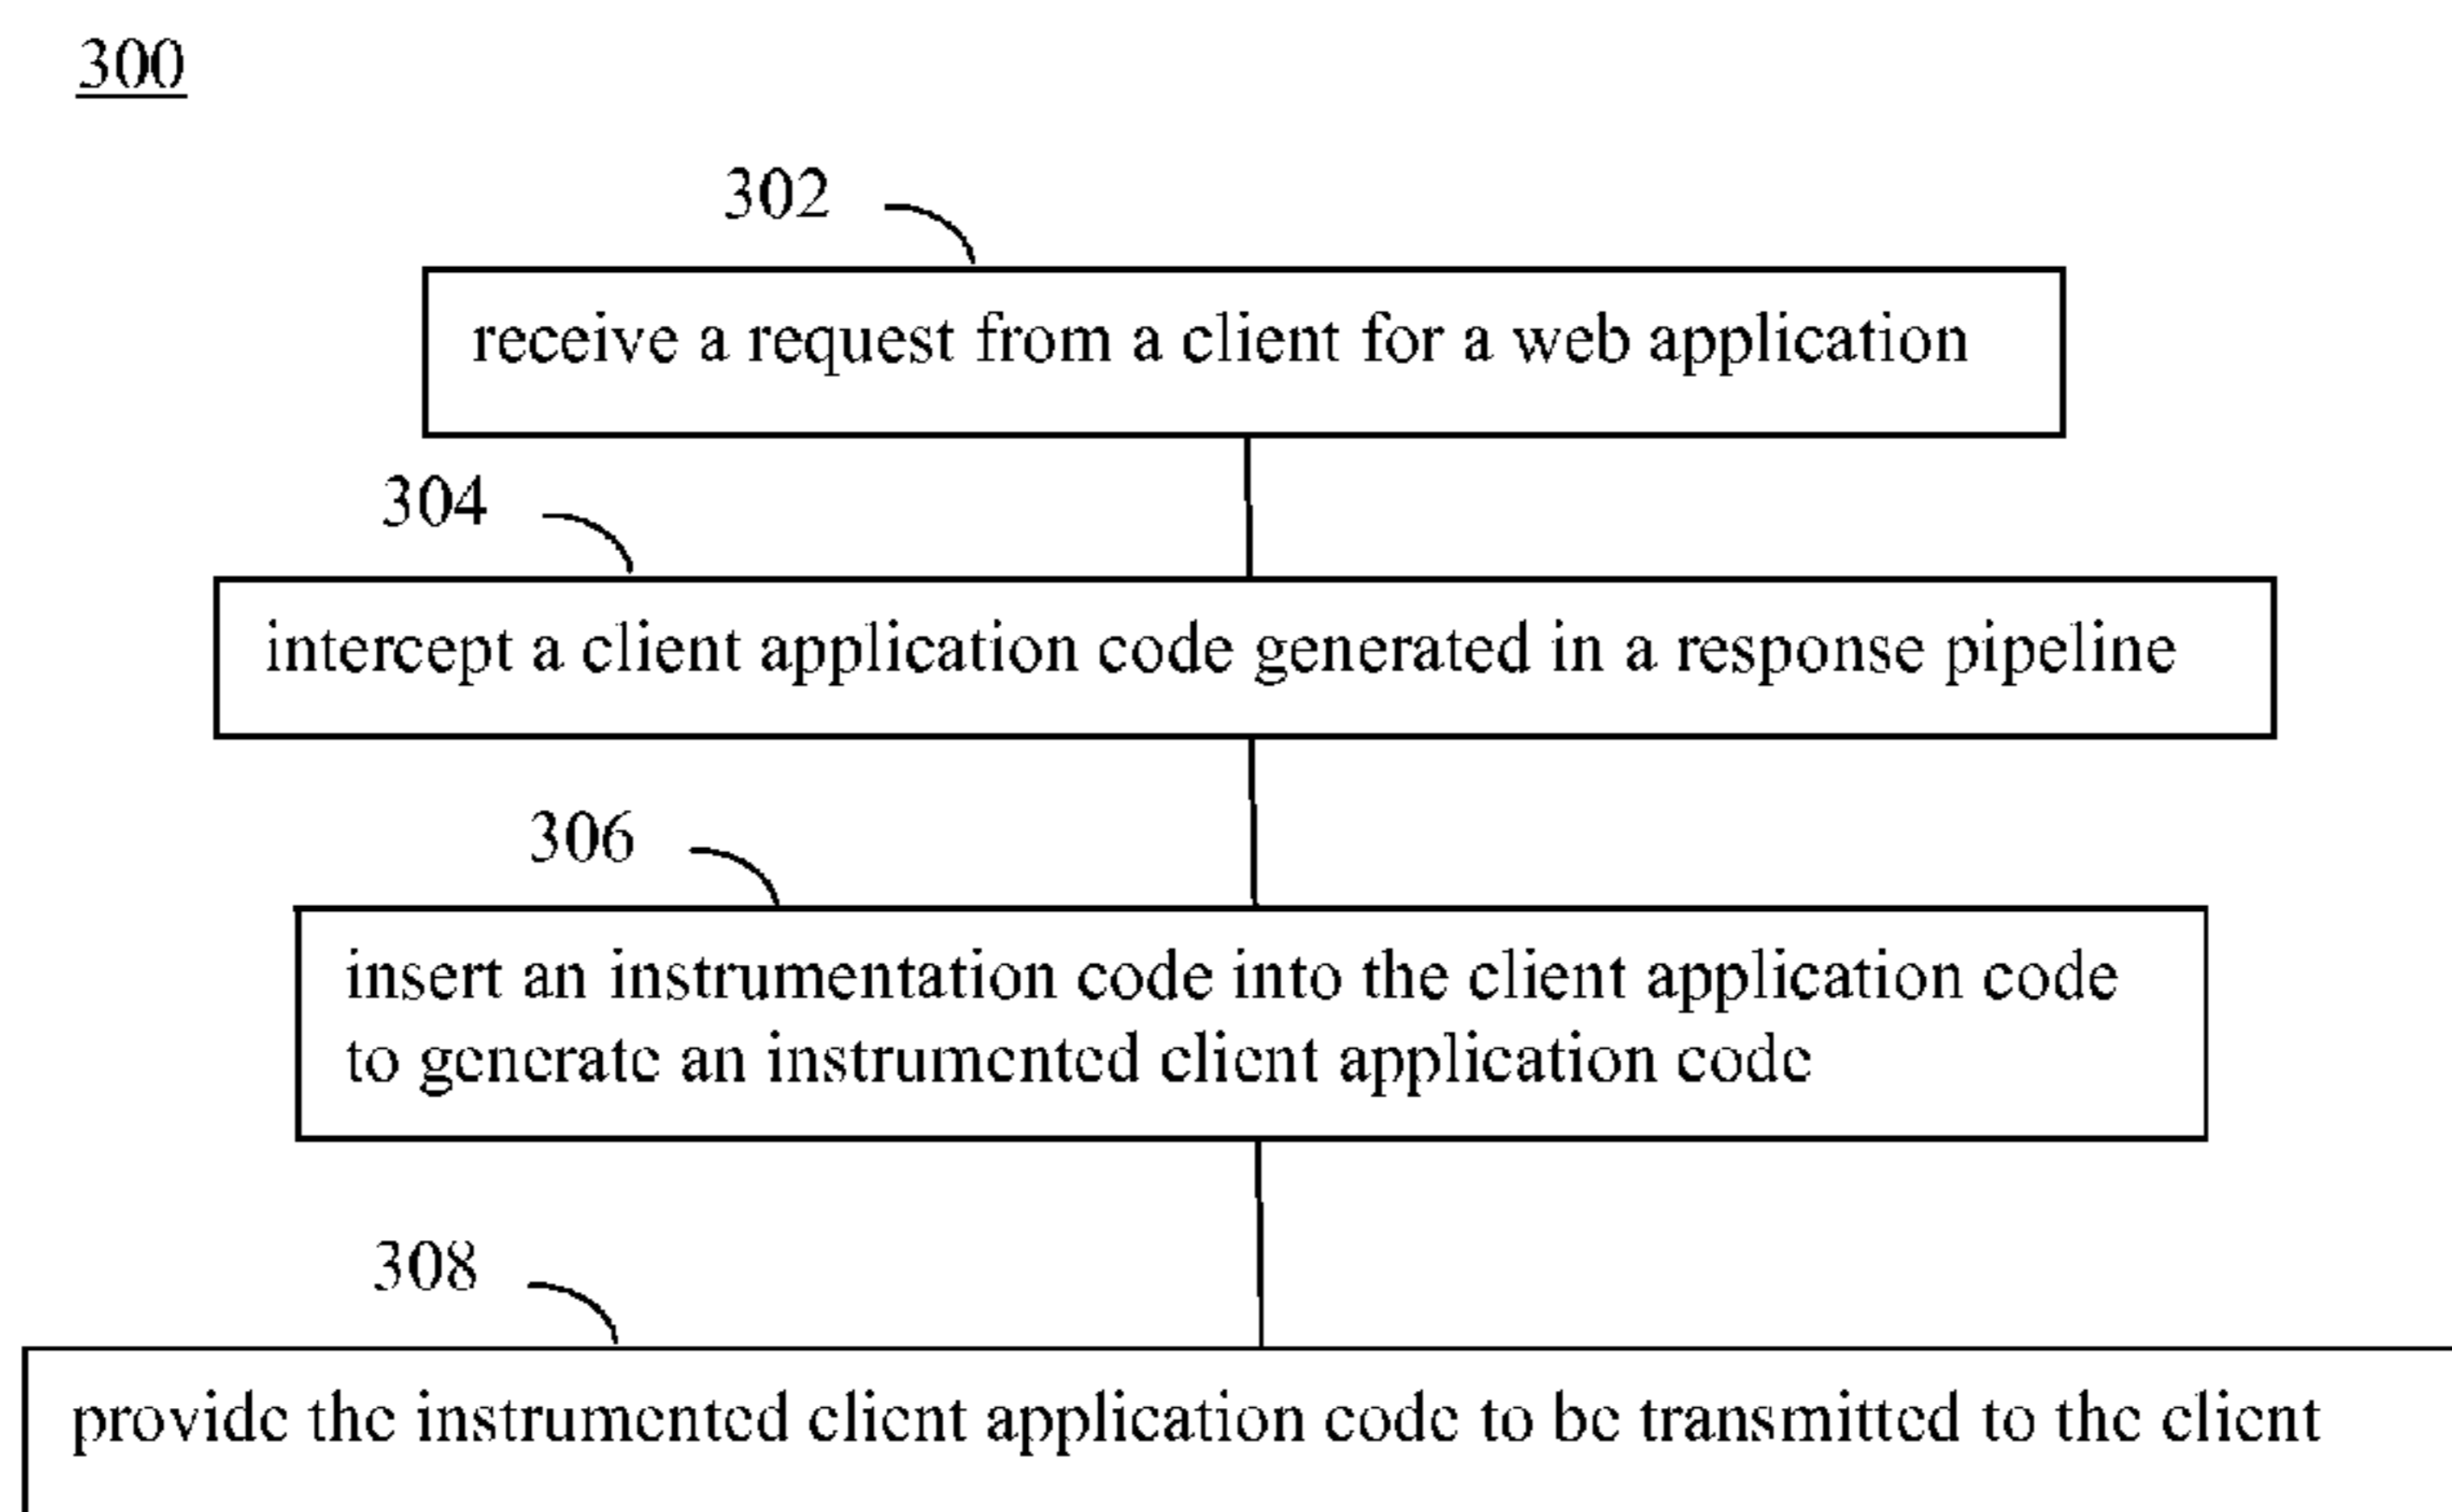 300
302
receive a request from a client for a web application
304
intercept a client application code generated in a response pipeline
306
insert an instrumentation code into the client application code
to generate an instrumented client application code
308
provide the instrumented client application code to be transmitted to the client